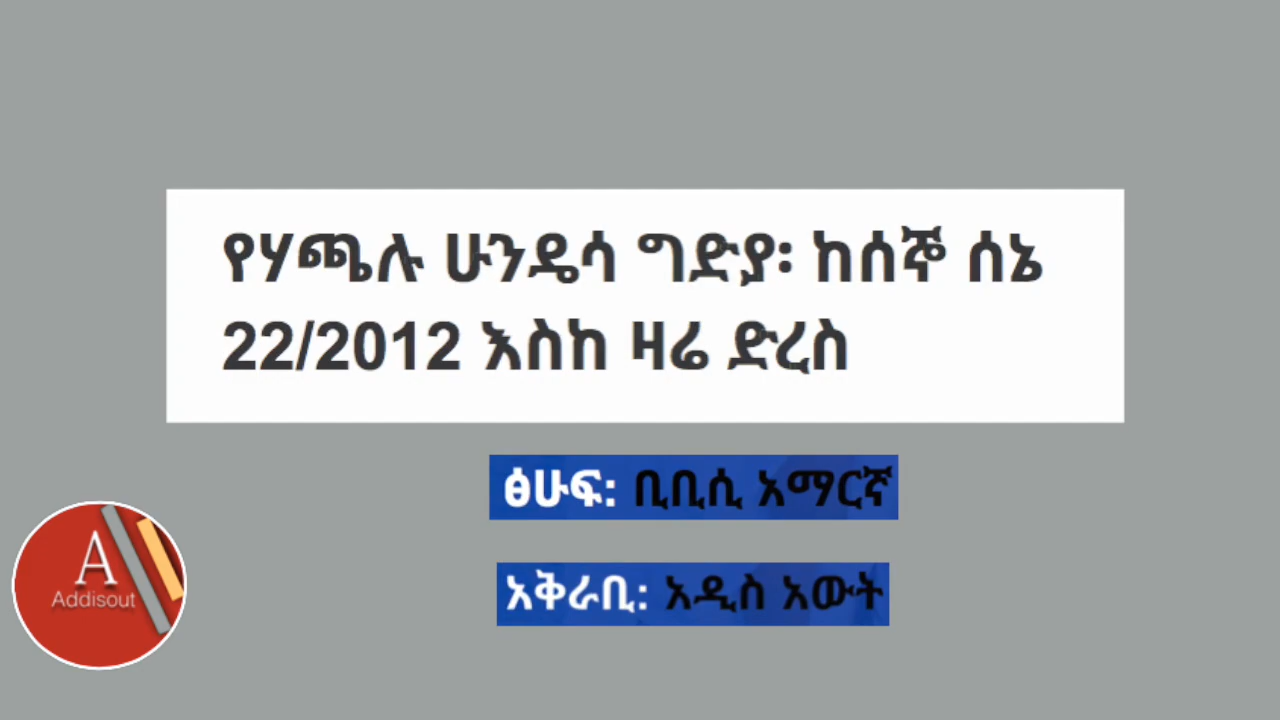 የሃጫሉ ሁንዴሳ ግድያ፡ ከሰኞ ሰኔ
22/2012 እስከ ዛሬ ድረስ
ፅሁፍ: ቢቢሲ አማርኛ
አቅራቢ: አዲስ አውት
A
Addisout